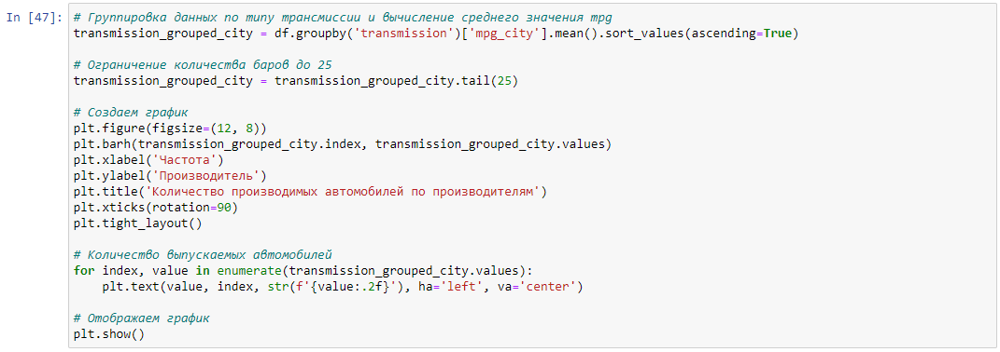 In [47]: # Группировка данных по типу трансмиссии и вычисление среднего значения mpg
transmission_grouped_city = df.groupby('transmission')['mpg_city'].mean().sort_values(ascending=True)
# Ограничение количества баров до 25
transmission_grouped_city = transmission_grouped_city.tail(25)
# Создаем график
plt.figure(figsize=(12, 8))
plt.barh(transmission_grouped_city.index, transmission_grouped_city.values)
plt.xlabel('Частота')
plt.ylabel('Производитель')
plt.title('Количество производимых автомобилей по производителям')
plt.xticks(rotation=90)
plt.tight_layout()
# Количество выпускаемых автомобилей
for index, value in enumerate(transmission_grouped_city.values):
    plt.text(value, index, str(f'{value:.2f}'), ha='left', va='center')
# Отображаем график
plt.show()